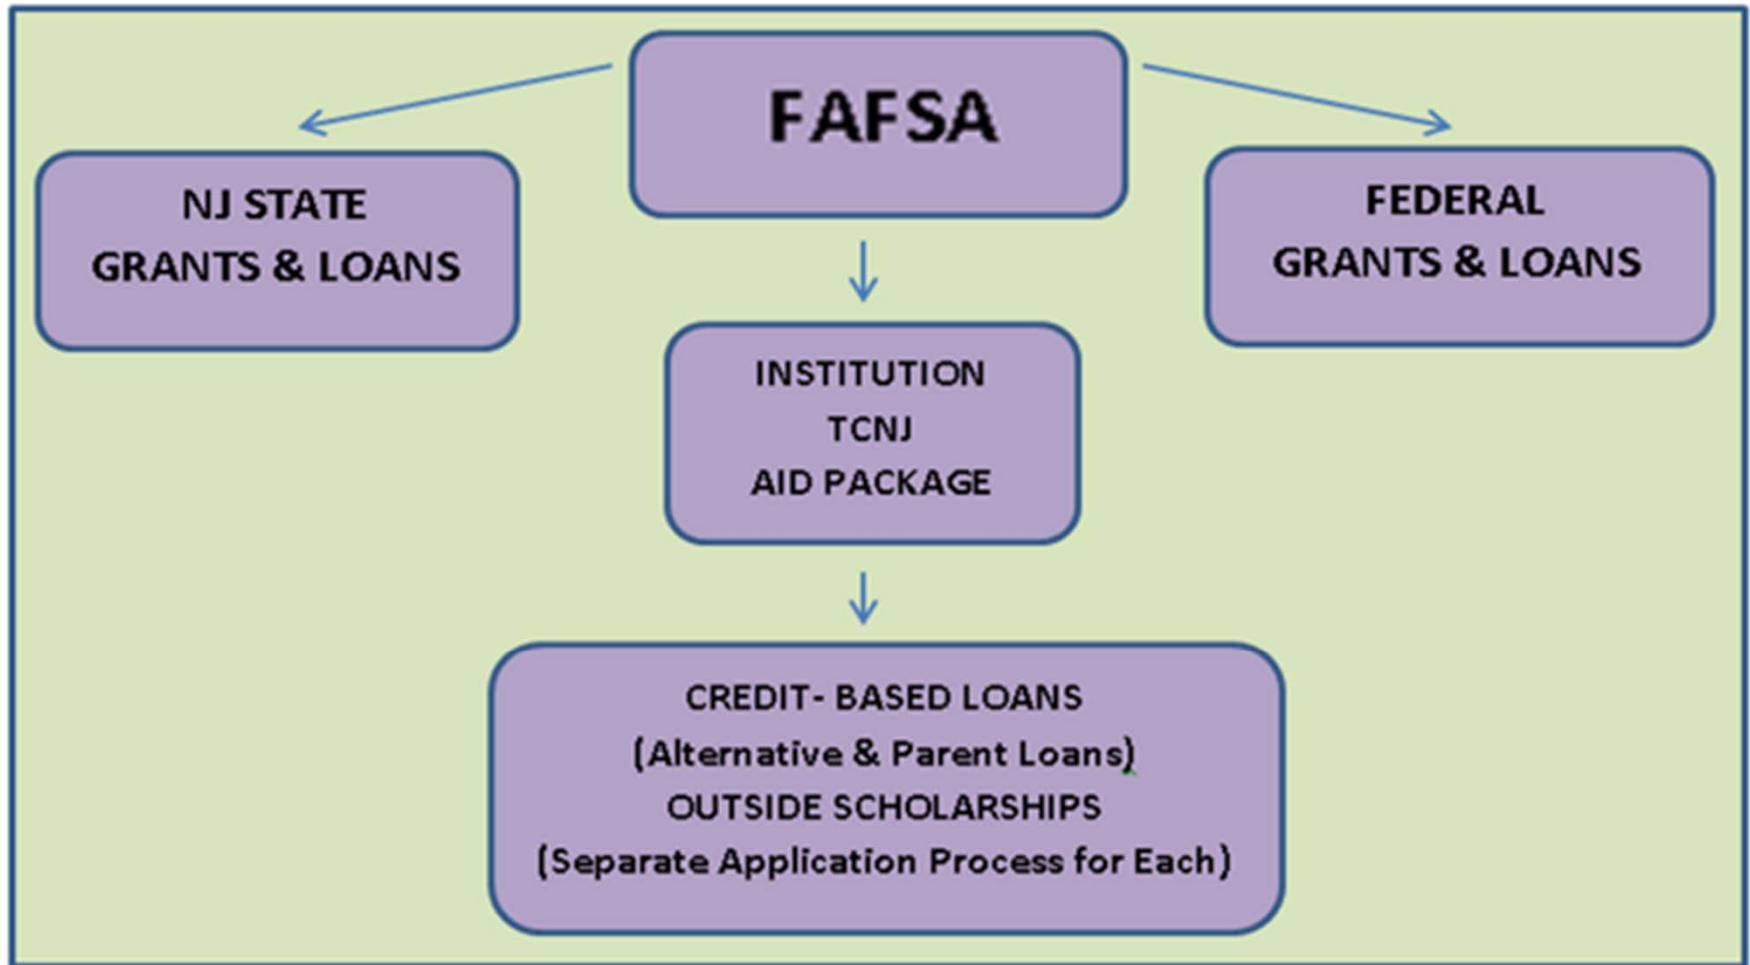 FAFSA
NJ STATE
GRANTS & LOANS
FEDERAL
GRANTS & LOANS
INSTITUTION
TCNJ
AID PACKAGE
CREDIT- BASED LOANS
(Alternative & Parent Loans)
OUTSIDE SCHOLARSHIPS
(Separate Application Process for Each)